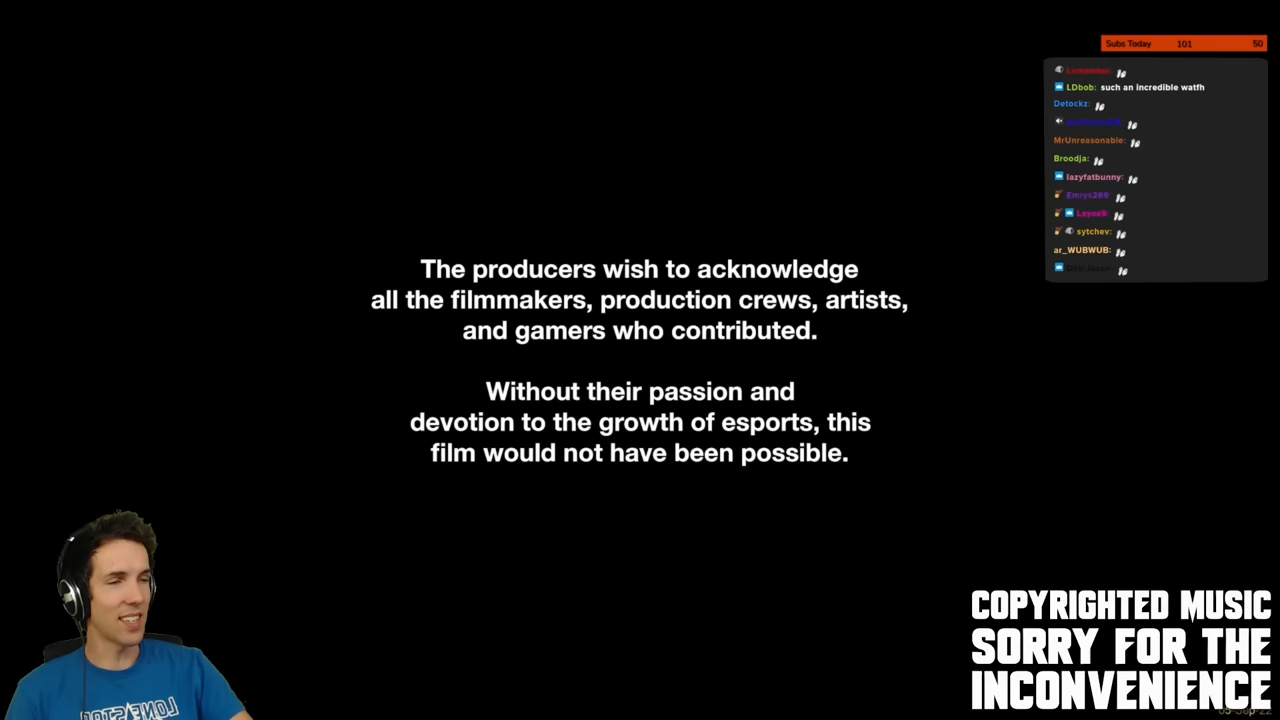 Subs Today 101 50
LDbob: such an incredible watfh
Detockz:
MrUnreasonable:
Broodja:
lazyfatbunny:
Emrys289:
Layox9:
sytchev:
ar_WUBWUB:
The producers wish to acknowledge
all the filmmakers, production crews, artists,
and gamers who contributed.
Without their passion and
devotion to the growth of esports, this
film would not have been possible.
COPYRIGHTED MUSIC
SORRY FOR THE
INCONVENIENCE